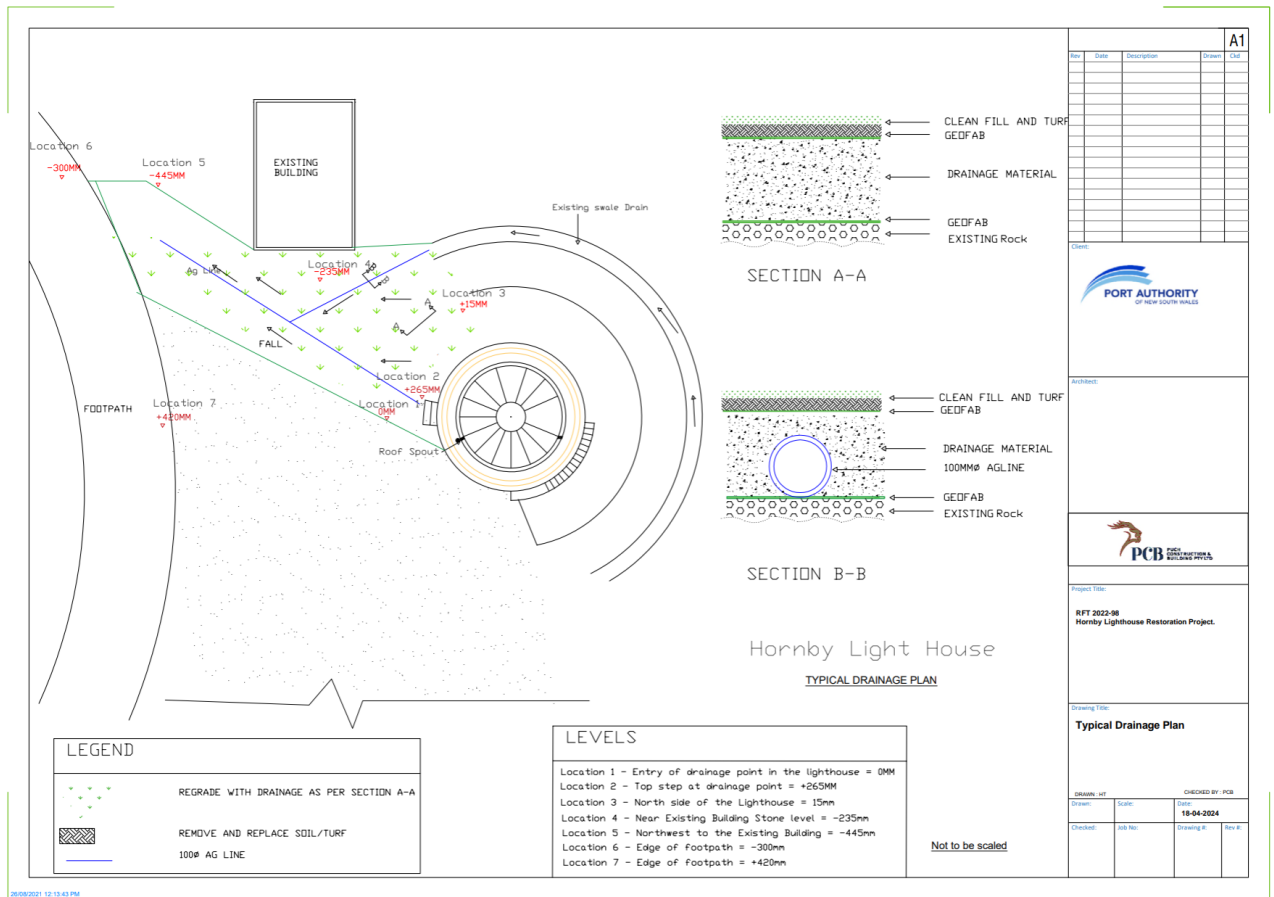 A1
Rev Date Description Drawn Ckd
Location 6
-300MM
Location 5
-445MM
EXISTING
BUILDING
Existing swale Drain
Ag Line
Location 4
-235MM
B
B
Location 3
+15MM
A
A
FALL
Location 2
+265MM
Location 1
0MM
FOOTPATH
Location 7
+420MM
Roof Spout
CLEAN FILL AND TURF
GEOFAB
DRAINAGE MATERIAL
GEOFAB
EXISTING Rock
SECTION A-A
CLEAN FILL AND TURF
GEOFAB
DRAINAGE MATERIAL
100MMØ AGLINE
GEOFAB
EXISTING Rock
SECTION B-B
Hornby Light House
TYPICAL DRAINAGE PLAN
Client:
PORT AUTHORITY
OF NEW SOUTH WALES
Architect:
PCB PUCH
CONSTRUCTION &
BUILDING PTY LTD
Project Title:
RFT 2022-98
Hornby Lighthouse Restoration Project.
Drawing Title:
Typical Drainage Plan
DRAWN : HT CHECKED BY : PCB
Drawn: Scale: Date:
18-04-2024
Checked: Job No: Drawing #: Rev #:
LEGEND
REGRADE WITH DRAINAGE AS PER SECTION A-A
REMOVE AND REPLACE SOIL/TURF
100Ø AG LINE
LEVELS
Location 1 - Entry of drainage point in the lighthouse = 0MM
Location 2 - Top step at drainage point = +265MM
Location 3 - North side of the Lighthouse = 15mm
Location 4 - Near Existing Building Stone level = -235mm
Location 5 - Northwest to the Existing Building = -445mm
Location 6 - Edge of footpath = -300mm
Location 7 - Edge of footpath = +420mm
Not to be scaled
26/08/2021 12:13:43 PM